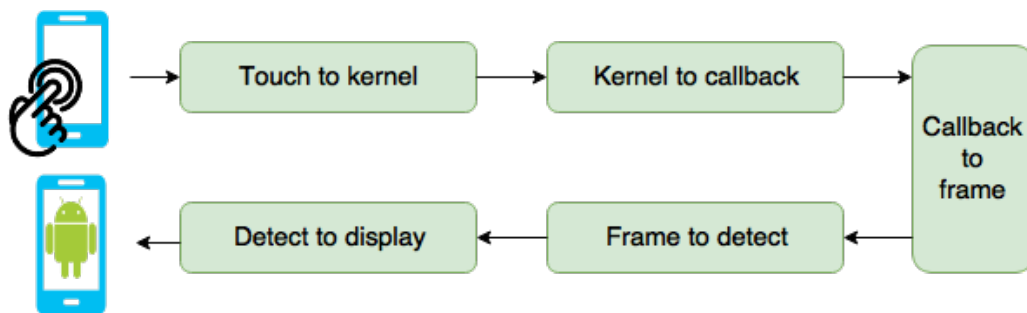 Touch to kernel
Kernel to callback
Callback
to
frame
Frame to detect
Detect to display